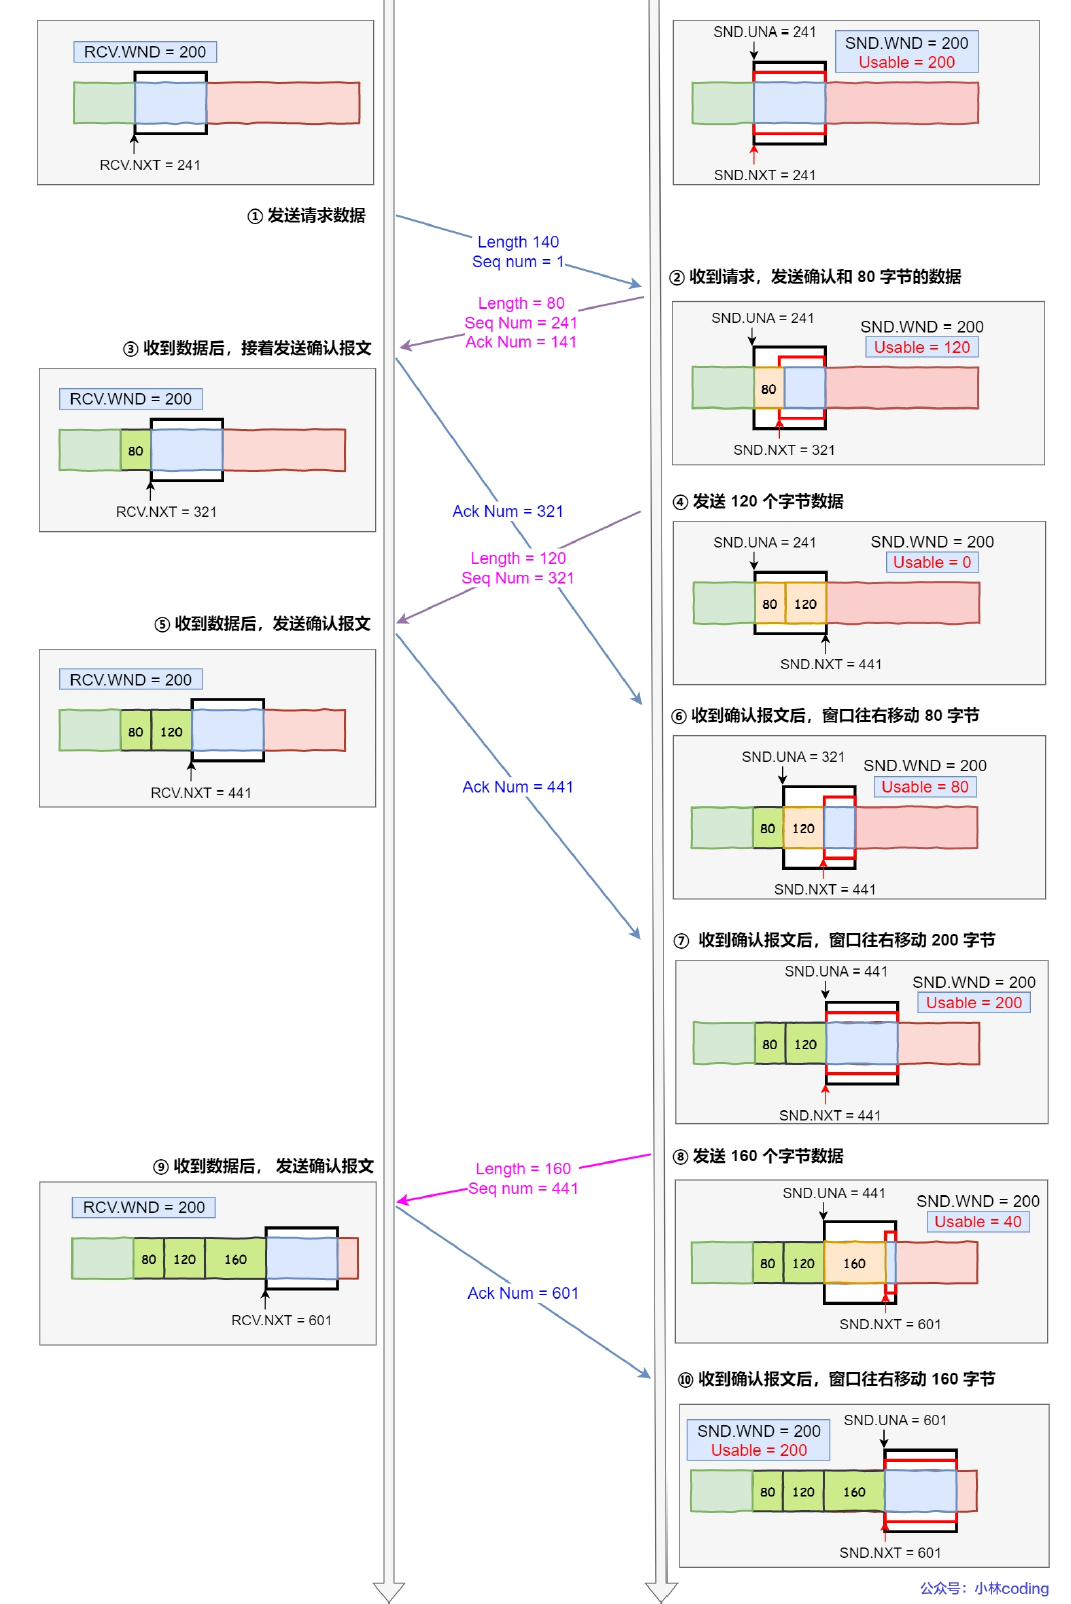 RCV.WND = 200
RCV.NXT = 241
SND.UNA = 241
SND.WND = 200
Usable = 200
SND.NXT = 241
① 发送请求数据
Length 140
Seq num = 1
② 收到请求，发送确认和 80 字节的数据
Length = 80
Seq Num = 241
Ack Num = 141
SND.UNA = 241
SND.WND = 200
Usable = 120
80
SND.NXT = 321
③ 收到数据后，接着发送确认报文
RCV.WND = 200
80
RCV.NXT = 321
Ack Num = 321
④ 发送 120 个字节数据
Length = 120
Seq Num = 321
SND.UNA = 241
SND.WND = 200
Usable = 0
80
120
SND.NXT = 441
⑤ 收到数据后，发送确认报文
RCV.WND = 200
80
120
RCV.NXT = 441
⑥ 收到确认报文后，窗口往右移动 80 字节
SND.UNA = 321
SND.WND = 200
Usable = 80
80
120
SND.NXT = 441
Ack Num = 441
⑦ 收到确认报文后，窗口往右移动 200 字节
SND.UNA = 441
SND.WND = 200
Usable = 200
80
120
SND.NXT = 441
⑧ 发送 160 个字节数据
Length = 160
Seq num = 441
SND.UNA = 441
SND.WND = 200
Usable = 40
80
120
160
SND.NXT = 601
⑨ 收到数据后， 发送确认报文
RCV.WND = 200
80
120
160
RCV.NXT = 601
Ack Num = 601
⑩ 收到确认报文后，窗口往右移动 160 字节
SND.UNA = 601
SND.WND = 200
Usable = 200
80
120
160
SND.NXT = 601
公众号：小林coding